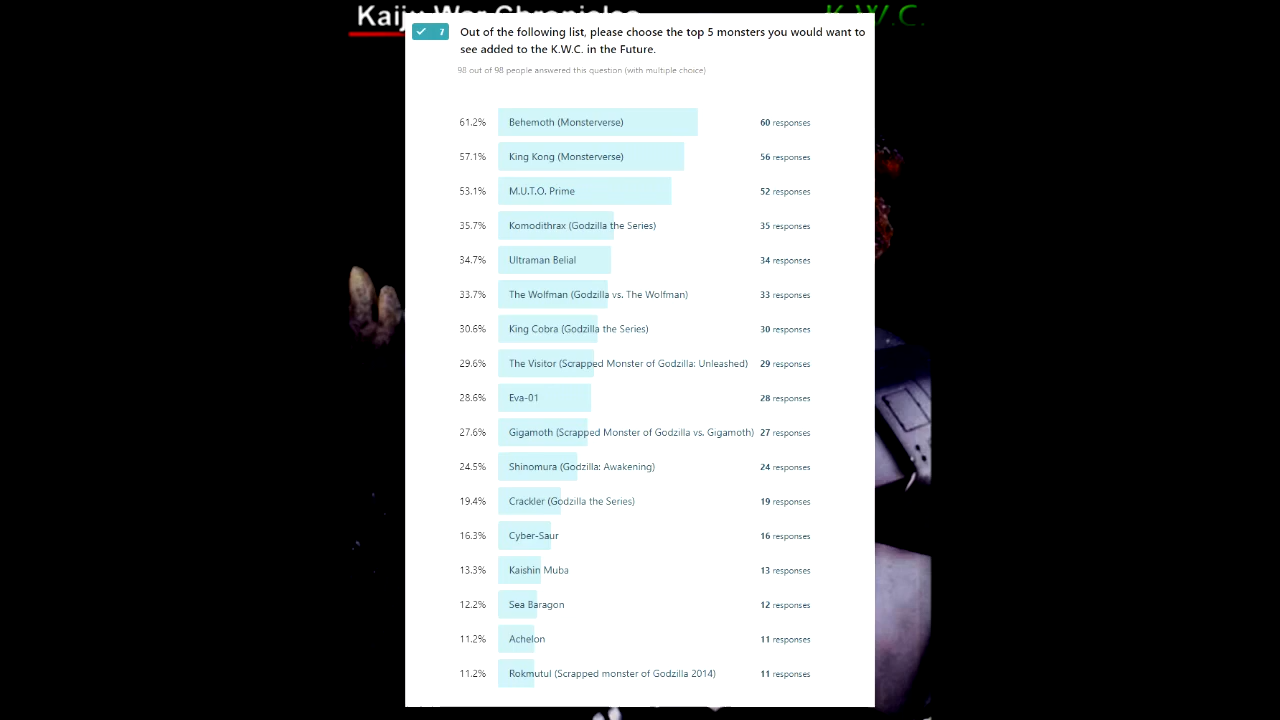 Kaiju War Chronicles K.W.C.
7 Out of the following list, please choose the top 5 monsters you would want to
see added to the K.W.C. in the Future.
98 out of 98 people answered this question (with multiple choice)
61.2% Behemoth (Monsterverse) 60 responses
57.1% King Kong (Monsterverse) 56 responses
53.1% M.U.T.O. Prime 52 responses
35.7% Komodithrax (Godzilla the Series) 35 responses
34.7% Ultraman Belial 34 responses
33.7% The Wolfman (Godzilla vs. The Wolfman) 33 responses
30.6% King Cobra (Godzilla the Series) 30 responses
29.6% The Visitor (Scrapped Monster of Godzilla: Unleashed) 29 responses
28.6% Eva-01 28 responses
27.6% Gigamoth (Scrapped Monster of Godzilla vs. Gigamoth) 27 responses
24.5% Shinomura (Godzilla: Awakening) 24 responses
19.4% Crackler (Godzilla the Series) 19 responses
16.3% Cyber-Saur 16 responses
13.3% Kaishin Muba 13 responses
12.2% Sea Baragon 12 responses
11.2% Achelon 11 responses
11.2% Rokmutul (Scrapped monster of Godzilla 2014) 11 responses